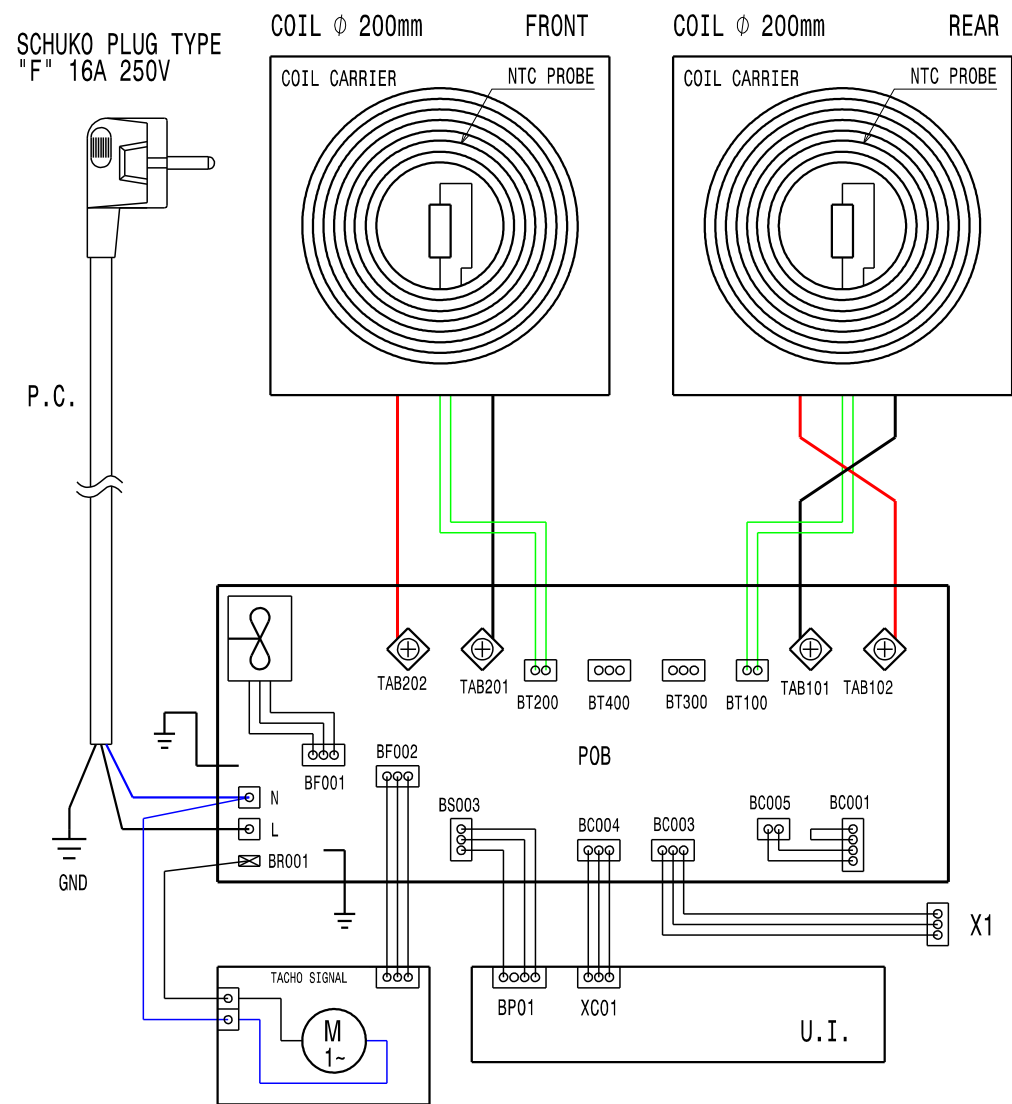 SCHUKO PLUG TYPE
"F" 16A 250V
COIL ϕ 200mm
FRONT
COIL ϕ 200mm
REAR
COIL CARRIER
NTC PROBE
COIL CARRIER
NTC PROBE
P.C.
TAB202
TAB201
BT200
BT400
BT300
BT100
TAB101
TAB102
BF001
BF002
POB
N
L
BR001
BS003
BC004
BC003
BC005
BC001
GND
X1
TACHO SIGNAL
M
1~
BP01
XC01
U.I.